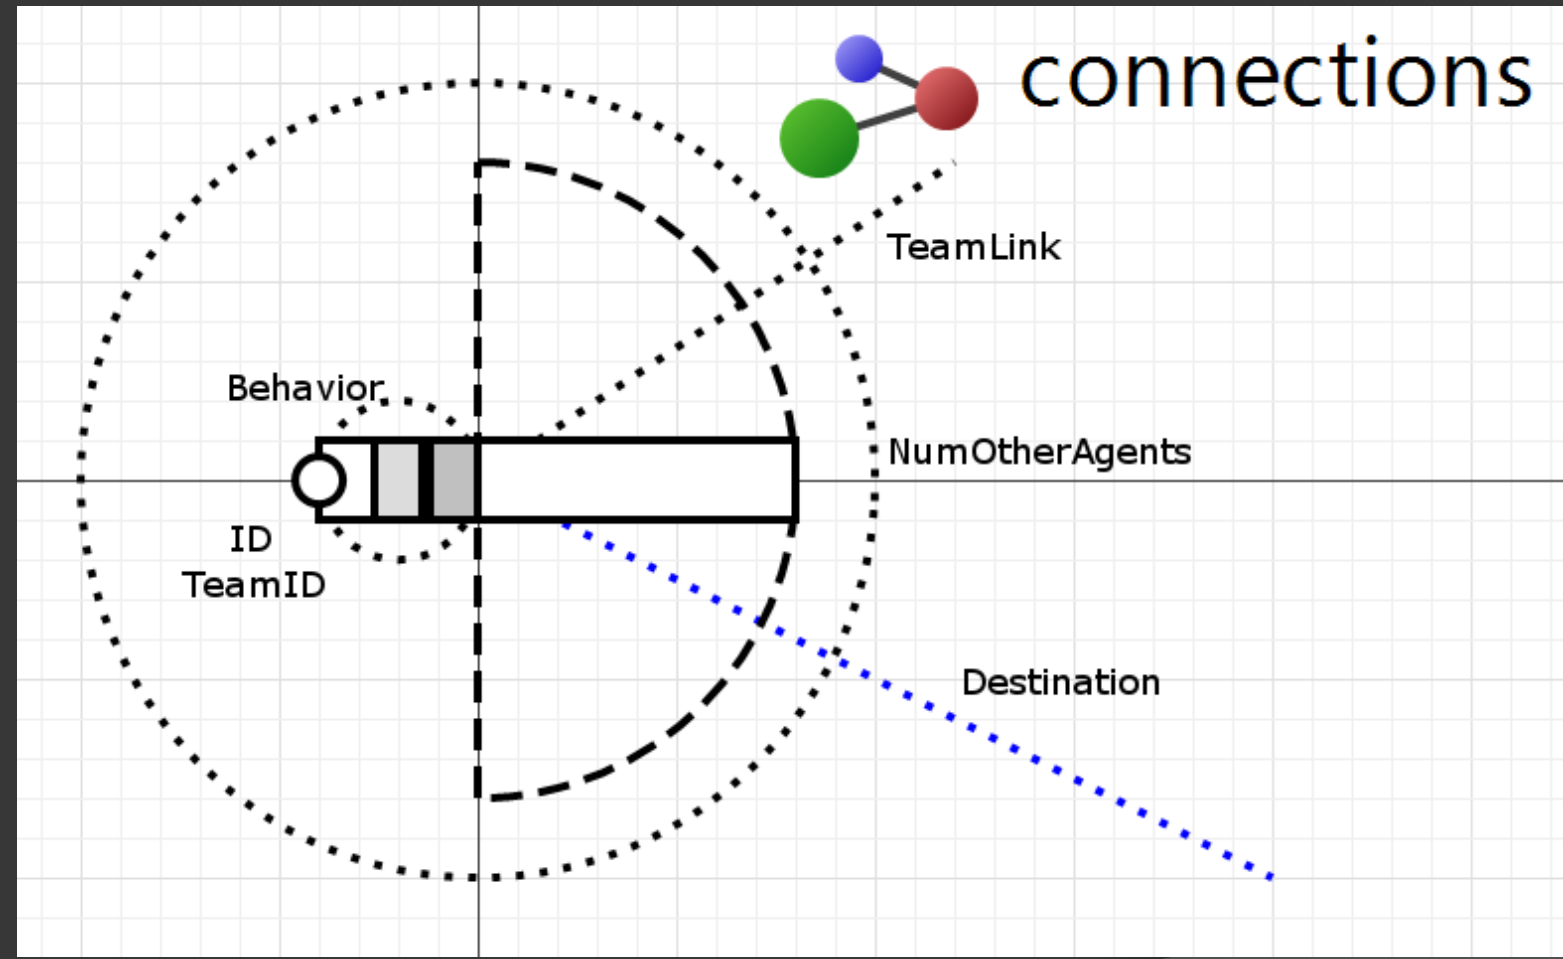 connections
TeamLink
Behavior
NumOtherAgents
ID
TeamID
Destination